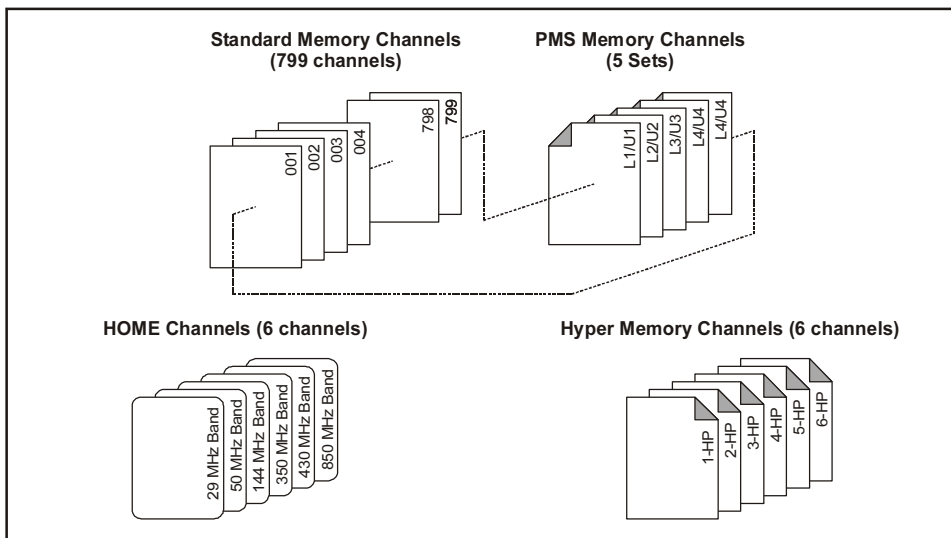 Standard Memory Channels
(799 channels)
PMS Memory Channels
(5 Sets)
001
002
003
004
798
799
L1/U1
L2/U2
L3/U3
L4/U4
L4/U4
HOME Channels (6 channels)
Hyper Memory Channels (6 channels)
29 MHz Band
50 MHz Band
144 MHz Band
350 MHz Band
430 MHz Band
850 MHz Band
1-HP
2-HP
3-HP
4-HP
5-HP
6-HP